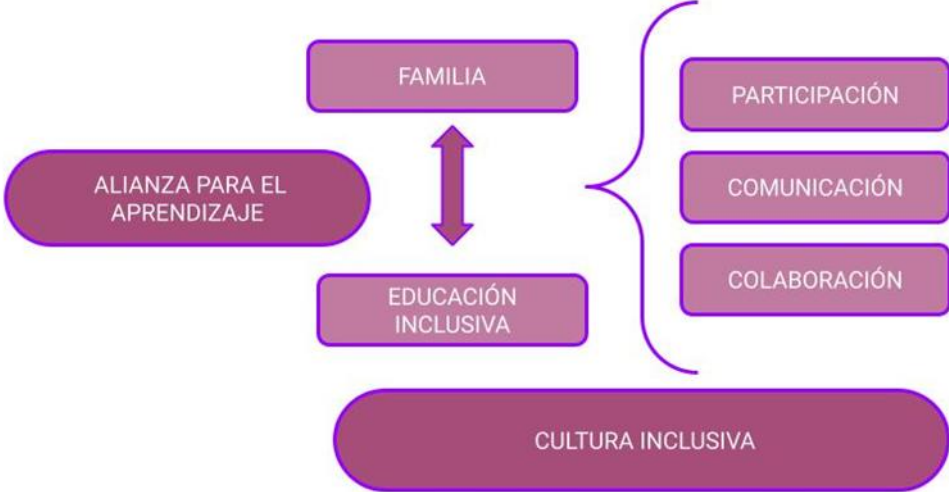 FAMILIA
ALIANZA PARA EL
APRENDIZAJE
EDUCACIÓN
INCLUSIVA
PARTICIPACIÓN
COMUNICACIÓN
COLABORACIÓN
CULTURA INCLUSIVA